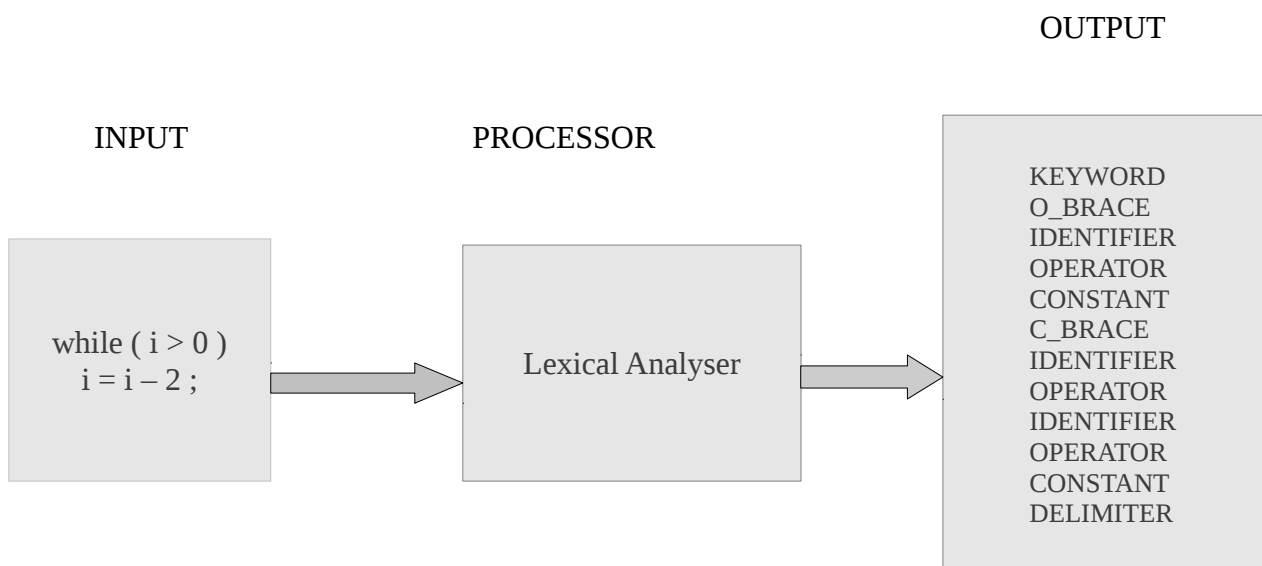 OUTPUT
INPUT
PROCESSOR
while ( i > 0 )
i = i – 2 ;
Lexical Analyser
KEYWORD
O_BRACE
IDENTIFIER
OPERATOR
CONSTANT
C_BRACE
IDENTIFIER
OPERATOR
IDENTIFIER
OPERATOR
CONSTANT
DELIMITER